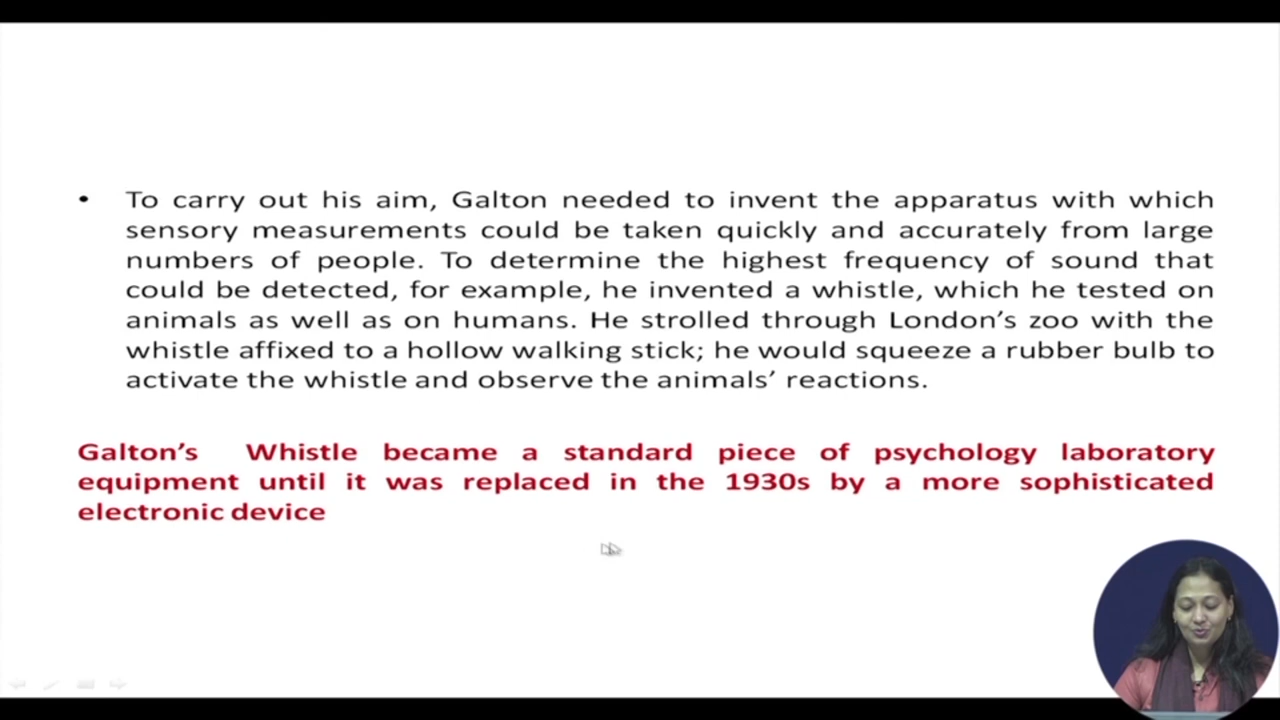 • To carry out his aim, Galton needed to invent the apparatus with which
sensory measurements could be taken quickly and accurately from large
numbers of people. To determine the highest frequency of sound that
could be detected, for example, he invented a whistle, which he tested on
animals as well as on humans. He strolled through London’s zoo with the
whistle affixed to a hollow walking stick; he would squeeze a rubber bulb to
activate the whistle and observe the animals’ reactions.
Galton’s Whistle became a standard piece of psychology laboratory
equipment until it was replaced in the 1930s by a more sophisticated
electronic device